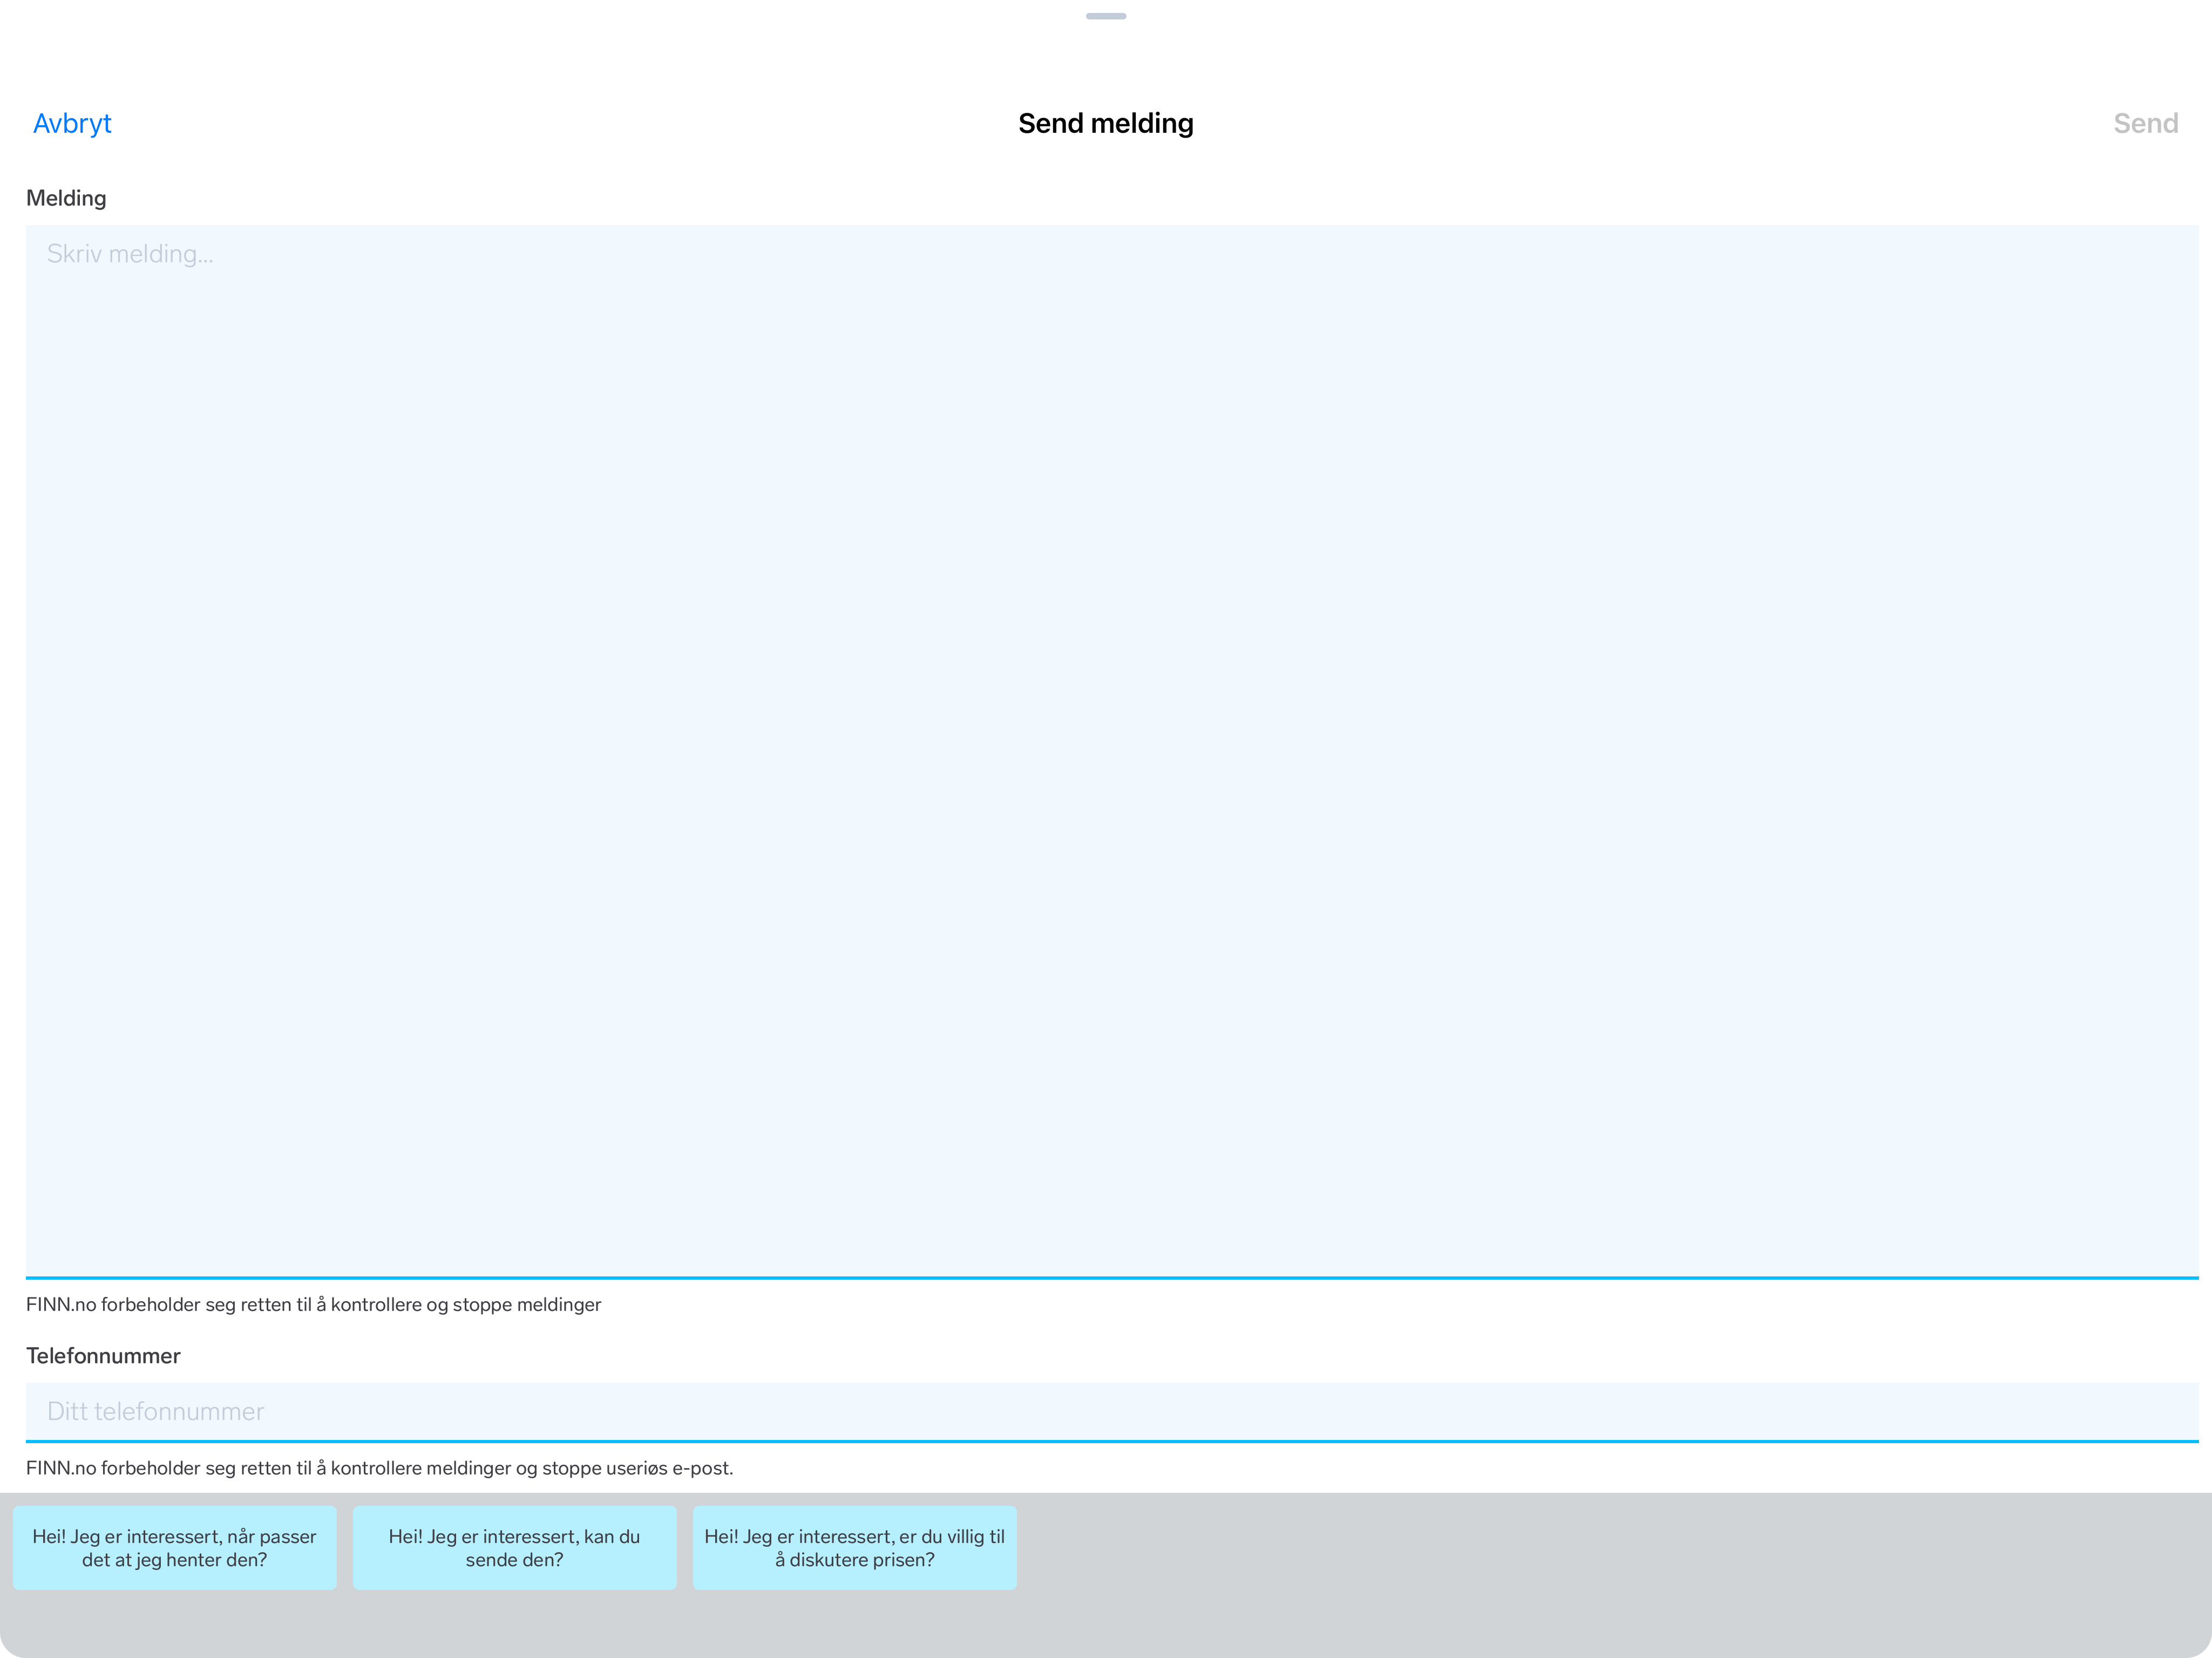 Avbryt
Send melding
Send
Melding
Skriv melding...
FINN.no forbeholder seg retten til å kontrollere og stoppe meldinger
Telefonnummer
Ditt telefonnummer
FINN.no forbeholder seg retten til å kontrollere meldinger og stoppe useriøs e-post.
Hei! Jeg er interessert, når passer
det at jeg henter den?
Hei! Jeg er interessert, kan du
sende den?
Hei! Jeg er interessert, er du villig til
å diskutere prisen?